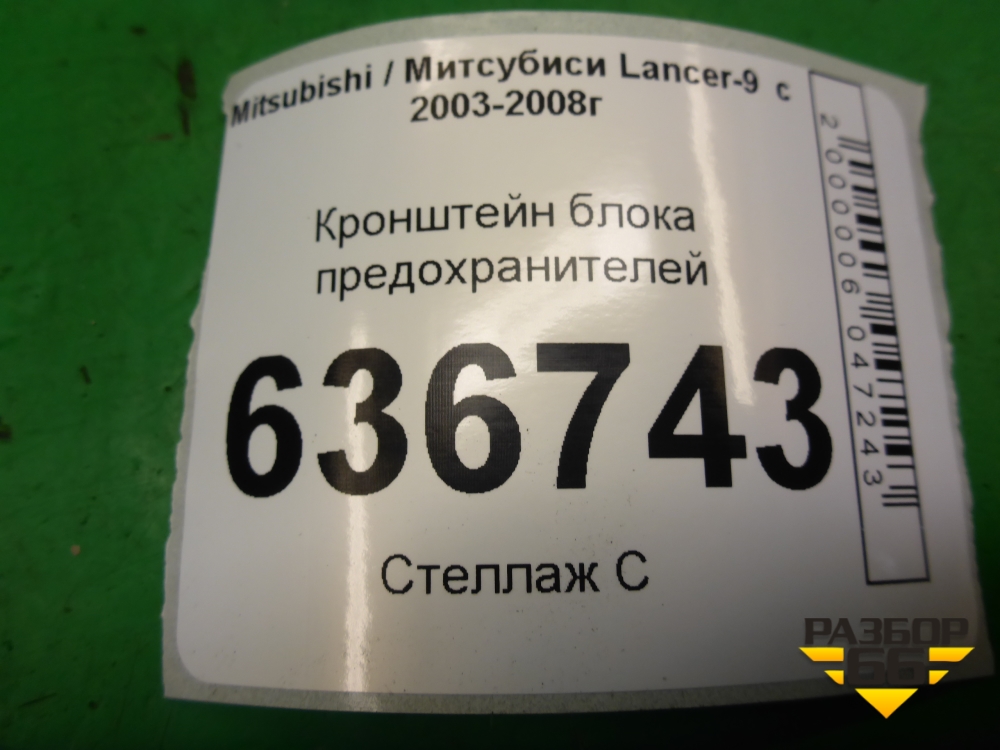 Mitsubishi / Митсубиси Lancer-9 с
2003-2008г
Кронштейн блока
предохранителей
636743
Стеллаж С
2000006047243
РАЗБОР
66